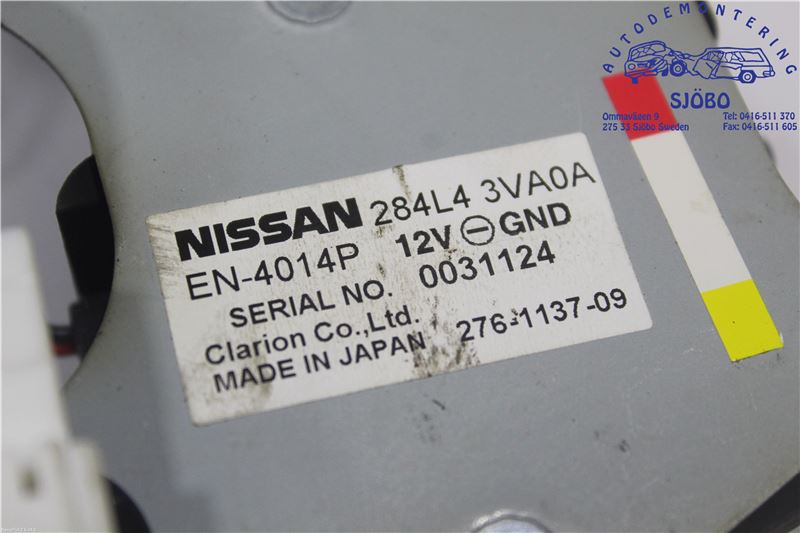 AUTODEMONTERING
SJÖBO
Ommavägen 9 Tel: 0416-511 370
275 33 Sjöbo Sweden Fax: 0416-511 605
NISSAN 284L4 3VA0A
EN-4014P 12V ⊖ GND
SERIAL NO. 0031124
Clarion Co.,Ltd. 276-1137-09
MADE IN JAPAN